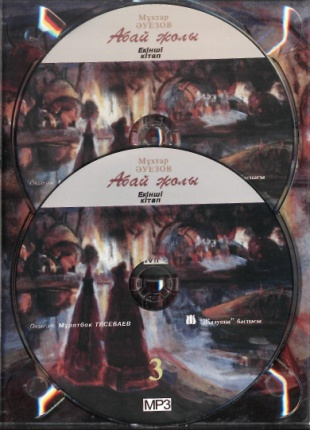 Мұхтар
ӘУЕЗОВ
Абай жолы
Екінші
кітап
Мұхтар
ӘУЕЗОВ
Абай жолы
Екінші
кітап
Оқыған Мұратбек ТЕСЕБАЕВ
"Жазушы" баспасы
3
MP3